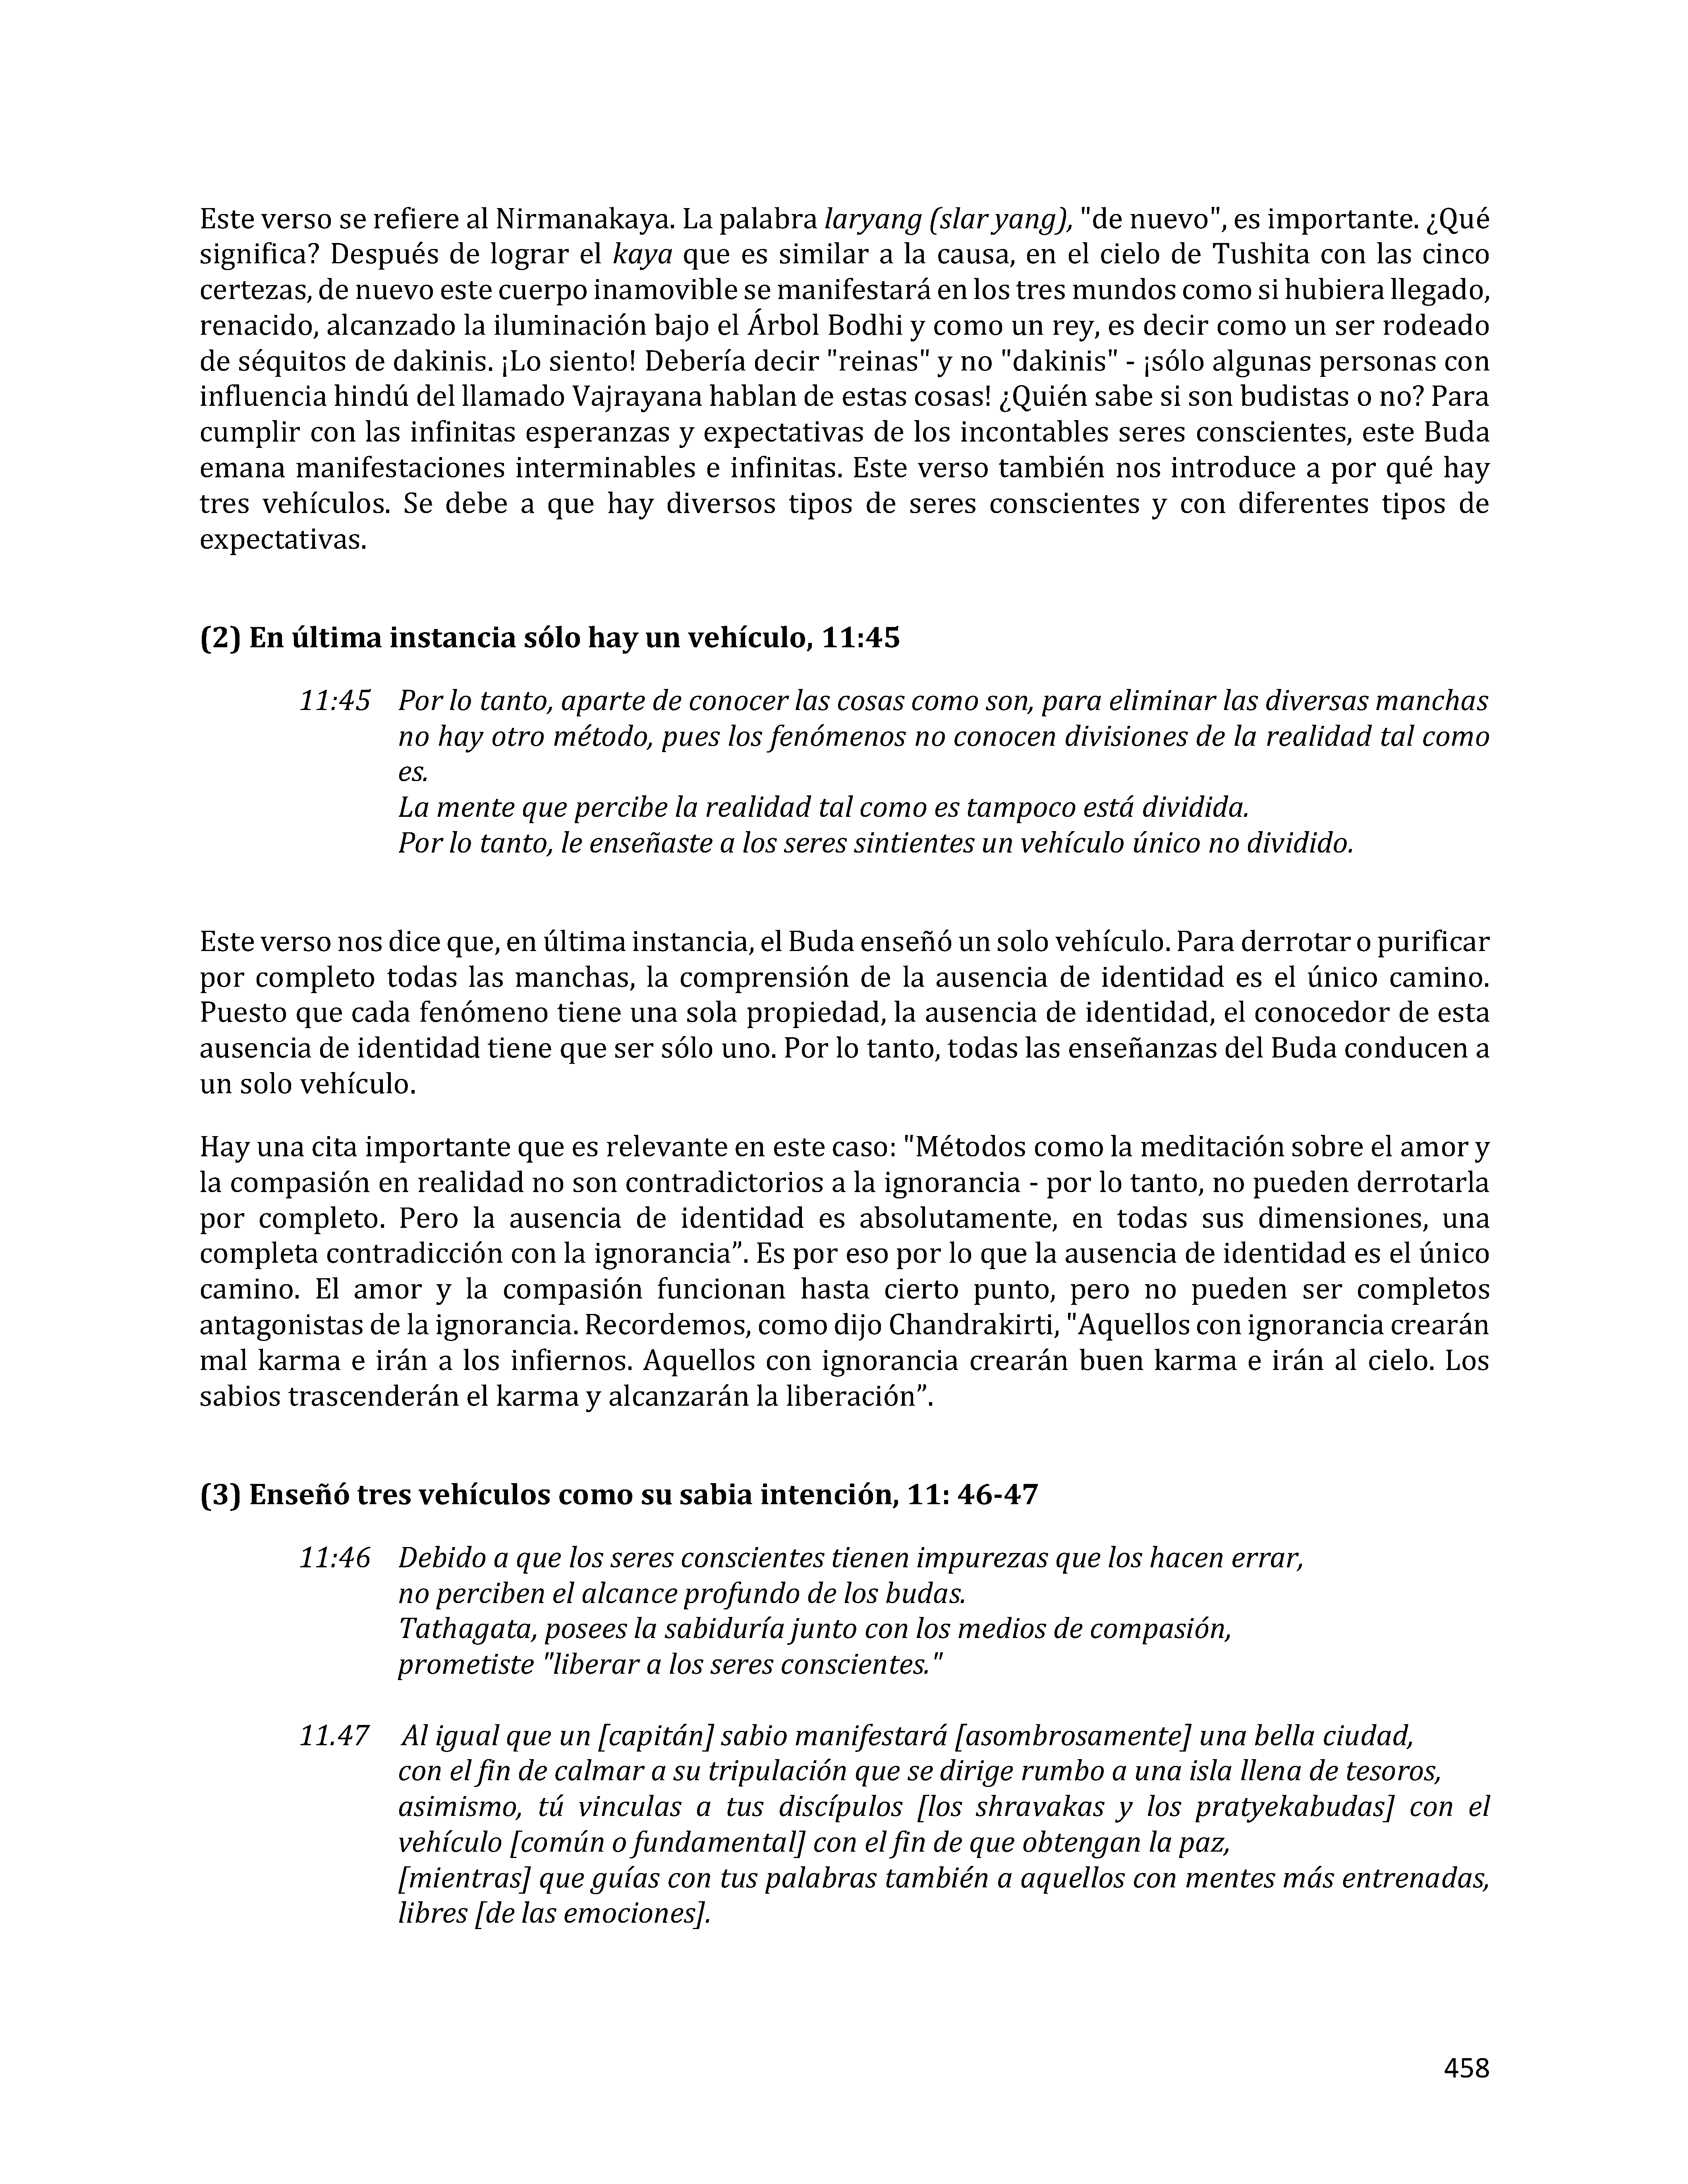 Este verso se refiere al Nirmanakaya. La palabra laryang (slar yang), "de nuevo", es importante. ¿Qué
significa? Después de lograr el kaya que es similar a la causa, en el cielo de Tushita con las cinco
certezas, de nuevo este cuerpo inamovible se manifestará en los tres mundos como si hubiera llegado,
renacido, alcanzado la iluminación bajo el Árbol Bodhi y como un rey, es decir como un ser rodeado
de séquitos de dakinis. ¡Lo siento! Debería decir "reinas" y no "dakinis" - ¡sólo algunas personas con
influencia hindú del llamado Vajrayana hablan de estas cosas! ¿Quién sabe si son budistas o no? Para
cumplir con las infinitas esperanzas y expectativas de los incontables seres conscientes, este Buda
emana manifestaciones interminables e infinitas. Este verso también nos introduce a por qué hay
tres vehículos. Se debe a que hay diversos tipos de seres conscientes y con diferentes tipos de
expectativas.
(2) En última instancia sólo hay un vehículo, 11:45
11:45 Por lo tanto, aparte de conocer las cosas como son, para eliminar las diversas manchas
no hay otro método, pues los fenómenos no conocen divisiones de la realidad tal como
es.
La mente que percibe la realidad tal como es tampoco está dividida.
Por lo tanto, le enseñaste a los seres sintientes un vehículo único no dividido.
Este verso nos dice que, en última instancia, el Buda enseñó un solo vehículo. Para derrotar o purificar
por completo todas las manchas, la comprensión de la ausencia de identidad es el único camino.
Puesto que cada fenómeno tiene una sola propiedad, la ausencia de identidad, el conocedor de esta
ausencia de identidad tiene que ser sólo uno. Por lo tanto, todas las enseñanzas del Buda conducen a
un solo vehículo.
Hay una cita importante que es relevante en este caso: "Métodos como la meditación sobre el amor y
la compasión en realidad no son contradictorios a la ignorancia - por lo tanto, no pueden derrotarla
por completo. Pero la ausencia de identidad es absolutamente, en todas sus dimensiones, una
completa contradicción con la ignorancia”. Es por eso por lo que la ausencia de identidad es el único
camino. El amor y la compasión funcionan hasta cierto punto, pero no pueden ser completos
antagonistas de la ignorancia. Recordemos, como dijo Chandrakirti, "Aquellos con ignorancia crearán
mal karma e irán a los infiernos. Aquellos con ignorancia crearán buen karma e irán al cielo. Los
sabios trascenderán el karma y alcanzarán la liberación”.
(3) Enseñó tres vehículos como su sabia intención, 11: 46-47
11:46 Debido a que los seres conscientes tienen impurezas que los hacen errar,
no perciben el alcance profundo de los budas.
Tathagata, posees la sabiduría junto con los medios de compasión,
prometiste "liberar a los seres conscientes."
11.47 Al igual que un [capitán] sabio manifestará [asombrosamente] una bella ciudad,
con el fin de calmar a su tripulación que se dirige rumbo a una isla llena de tesoros,
asimismo, tú vinculas a tus discípulos [los shravakas y los pratyekabudas] con el
vehículo [común o fundamental] con el fin de que obtengan la paz,
[mientras] que guías con tus palabras también a aquellos con mentes más entrenadas,
libres [de las emociones].
458